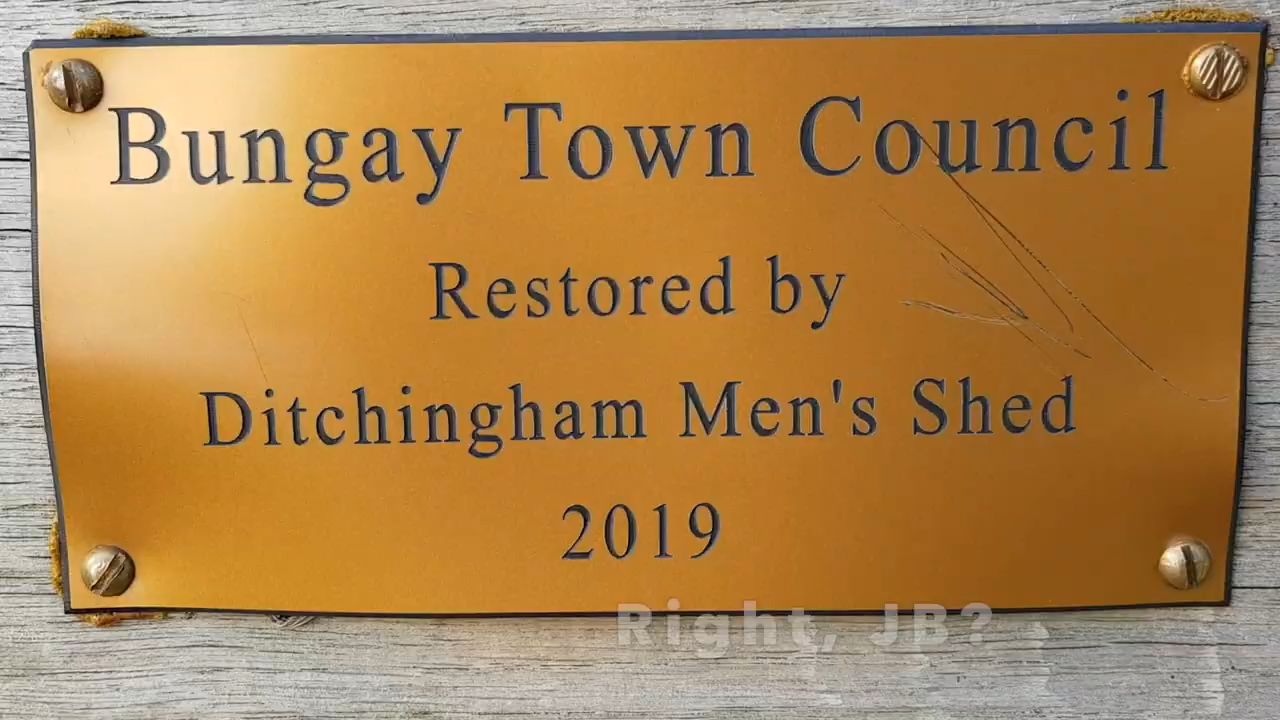 Bungay Town Council
Restored by
Ditchingham Men's Shed
2019
Right, JB?